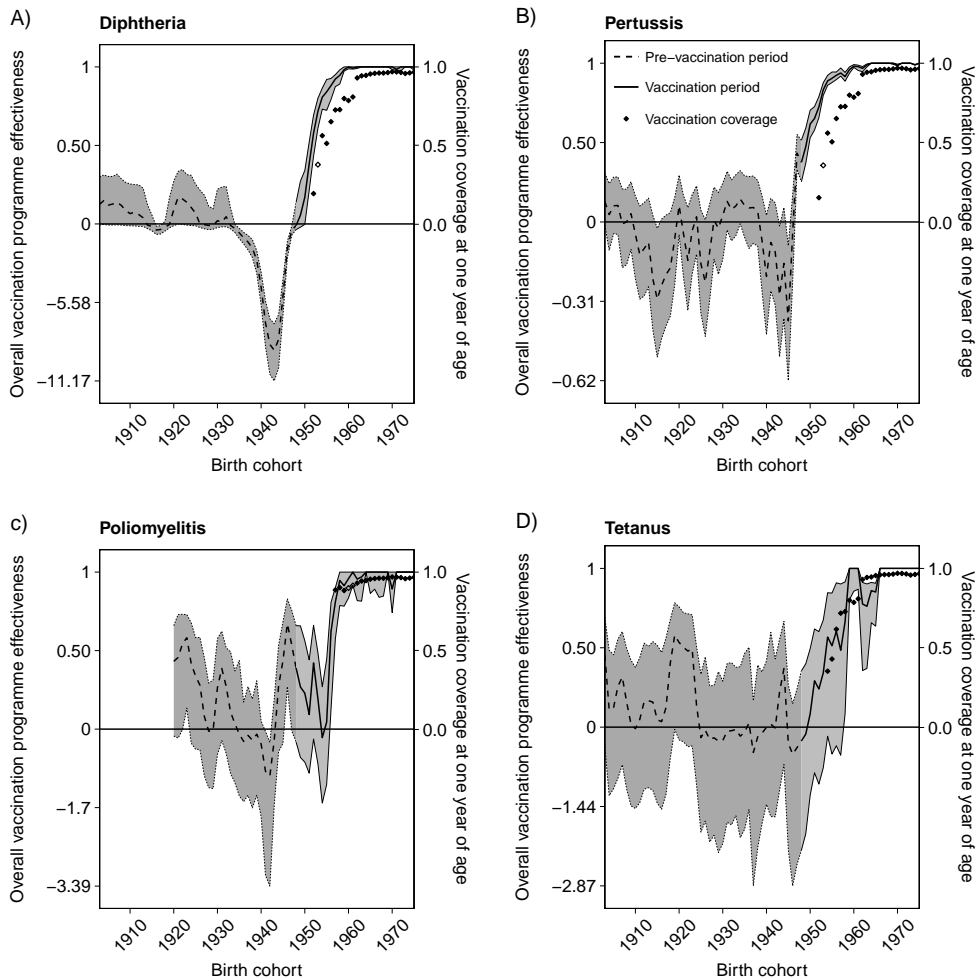 A)
Diphtheria
Overall vaccination programme effectiveness
1
0.50
0
−5.58
−11.17
1.0
0.5
0.0
Vaccination coverage at one year of age
1910
1920
1930
1940
1950
1960
1970
Birth cohort
B)
Pertussis
Overall vaccination programme effectiveness
1
0.50
0
−0.31
−0.62
Pre−vaccination period
Vaccination period
Vaccination coverage
1.0
0.5
0.0
Vaccination coverage at one year of age
1910
1920
1930
1940
1950
1960
1970
Birth cohort
c)
Poliomyelitis
Overall vaccination programme effectiveness
1
0.50
0
−1.7
−3.39
1.0
0.5
0.0
Vaccination coverage at one year of age
1910
1920
1930
1940
1950
1960
1970
Birth cohort
D)
Tetanus
Overall vaccination programme effectiveness
1
0.50
0
−1.44
−2.87
1.0
0.5
0.0
Vaccination coverage at one year of age
1910
1920
1930
1940
1950
1960
1970
Birth cohort